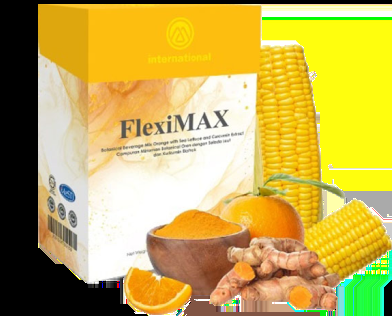 international
FlexiMAX
Botanical Beverage Mix Orange with Sea Lettuce and Curcumin Extract
Campuran Minuman Botanikal Oren dengan Selada Laut
dan Kurkumin Ekstrak